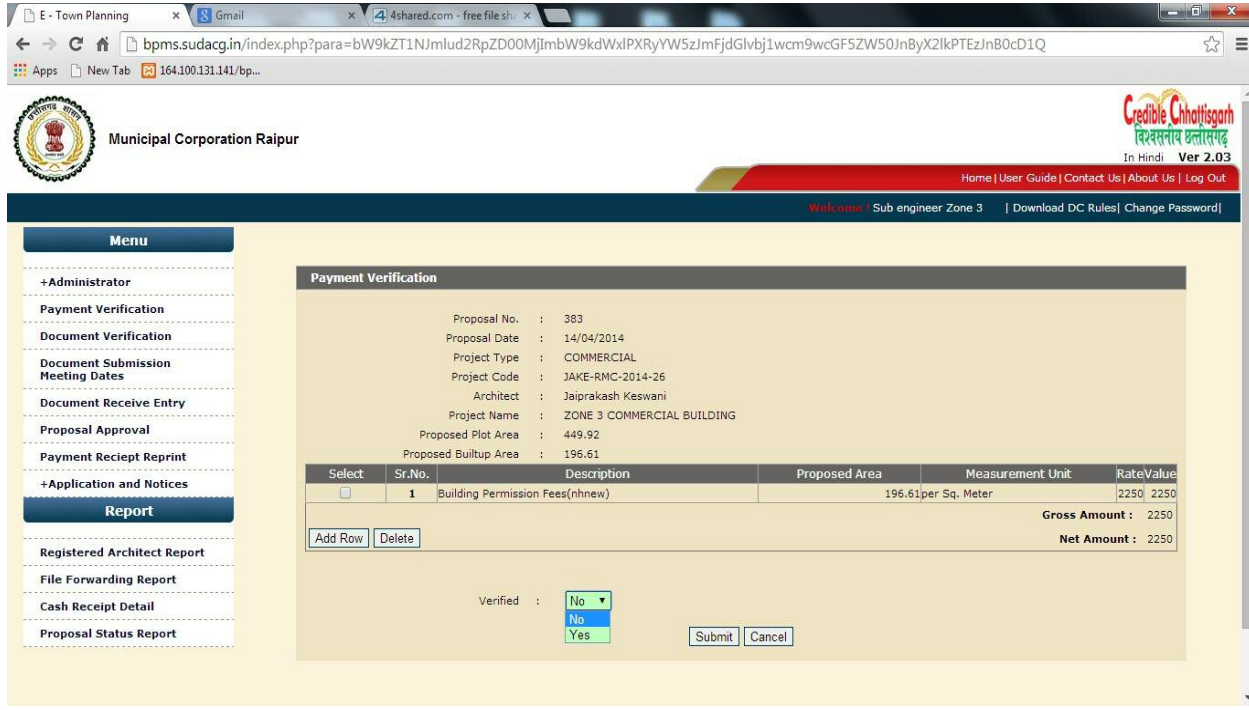 E - Town Planning
Gmail
4shared.com - free file sha
bpms.sudacg.in/index.php?para=bW9kZT1NJmlud2RpZD00MjImbW9kdWxlPXRyYW5zJmFjdGlvbj1wcm9wcGF5ZW50JnByX2lkPTEzJnB0cD1Q
Apps New Tab 164.100.131.141/bp...
Municipal Corporation Raipur
Credible Chhattisgarh
विश्वसनीय छत्तीसगढ़
In Hindi Ver 2.03
Home | User Guide | Contact Us | About Us | Log Out
Welcome ! Sub engineer Zone 3 | Download DC Rules| Change Password|
Menu
+Administrator
Payment Verification
Document Verification
Document Submission
Meeting Dates
Document Receive Entry
Proposal Approval
Payment Reciept Reprint
+Application and Notices
Report
Registered Architect Report
File Forwarding Report
Cash Receipt Detail
Proposal Status Report
Payment Verification
Proposal No. : 383
Proposal Date : 14/04/2014
Project Type : COMMERCIAL
Project Code : JAKE-RMC-2014-26
Architect : Jaiprakash Keswani
Project Name : ZONE 3 COMMERCIAL BUILDING
Proposed Plot Area : 449.92
Proposed Builtup Area : 196.61
Select Sr.No. Description Proposed Area Measurement Unit Rate Value
1 Building Permission Fees(nhnew) 196.61 per Sq. Meter 2250 2250
Gross Amount : 2250
Add Row Delete Net Amount : 2250
Verified : No
No
Yes
Submit Cancel